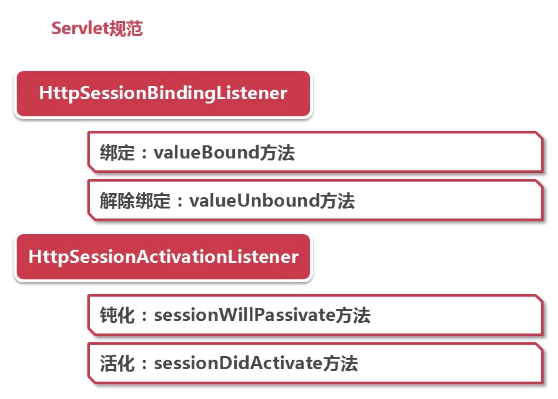 Servlet规范
HttpSessionBindingListener
绑定：valueBound方法
解除绑定：valueUnbound方法
HttpSessionActivationListener
钝化：sessionWillPassivate方法
活化：sessionDidActivate方法